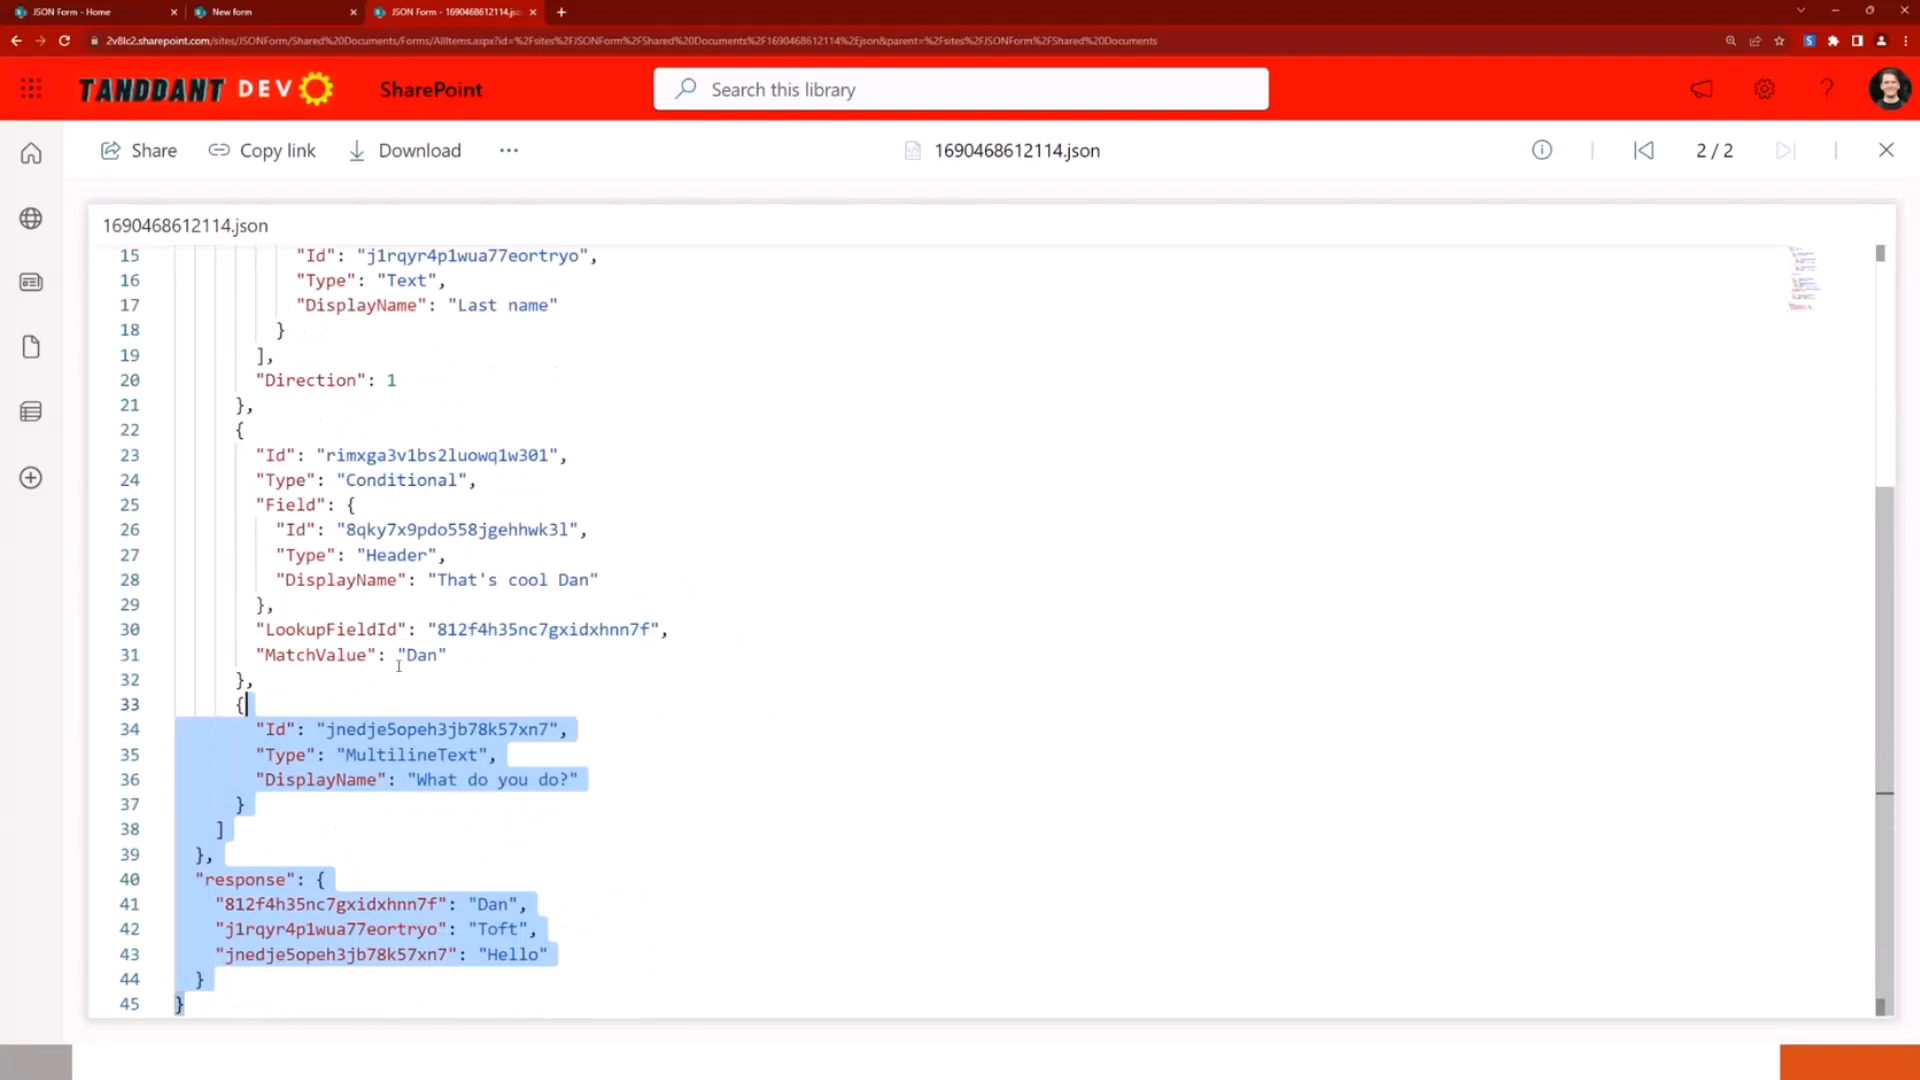 JSON Form - Home
New form
JSON Form - 1690468612114.js
2v8lc2.sharepoint.com/sites/JSONForm/Shared%20Documents/Forms/AllItems.aspx?id=%2Fsites%2FJSONForm%2FShared%20Documents%2F1690468612114%2Ejson&parent=%2Fsites%2FJSONForm%2FShared%20Documents
TANDDANT DEV
SharePoint
Search this library
Share
Copy link
Download
1690468612114.json
2 / 2
1690468612114.json
15 "Id": "j1rqyr4p1wua77eortryo",
16 "Type": "Text",
17 "DisplayName": "Last name"
18 }
19 ],
20 "Direction": 1
21 },
22 {
23 "Id": "rimxga3v1bs2luowq1w301",
24 "Type": "Conditional",
25 "Field": {
26 "Id": "8qky7x9pdo558jgehhwk3l",
27 "Type": "Header",
28 "DisplayName": "That's cool Dan"
29 },
30 "LookupFieldId": "812f4h35nc7gxidxhnn7f",
31 "MatchValue": "Dan"
32 },
33 {
34 "Id": "jnedje5opeh3jb78k57xn7",
35 "Type": "MultilineText",
36 "DisplayName": "What do you do?"
37 }
38 ]
39 },
40 "response": {
41 "812f4h35nc7gxidxhnn7f": "Dan",
42 "j1rqyr4p1wua77eortryo": "Toft",
43 "jnedje5opeh3jb78k57xn7": "Hello"
44 }
45 }